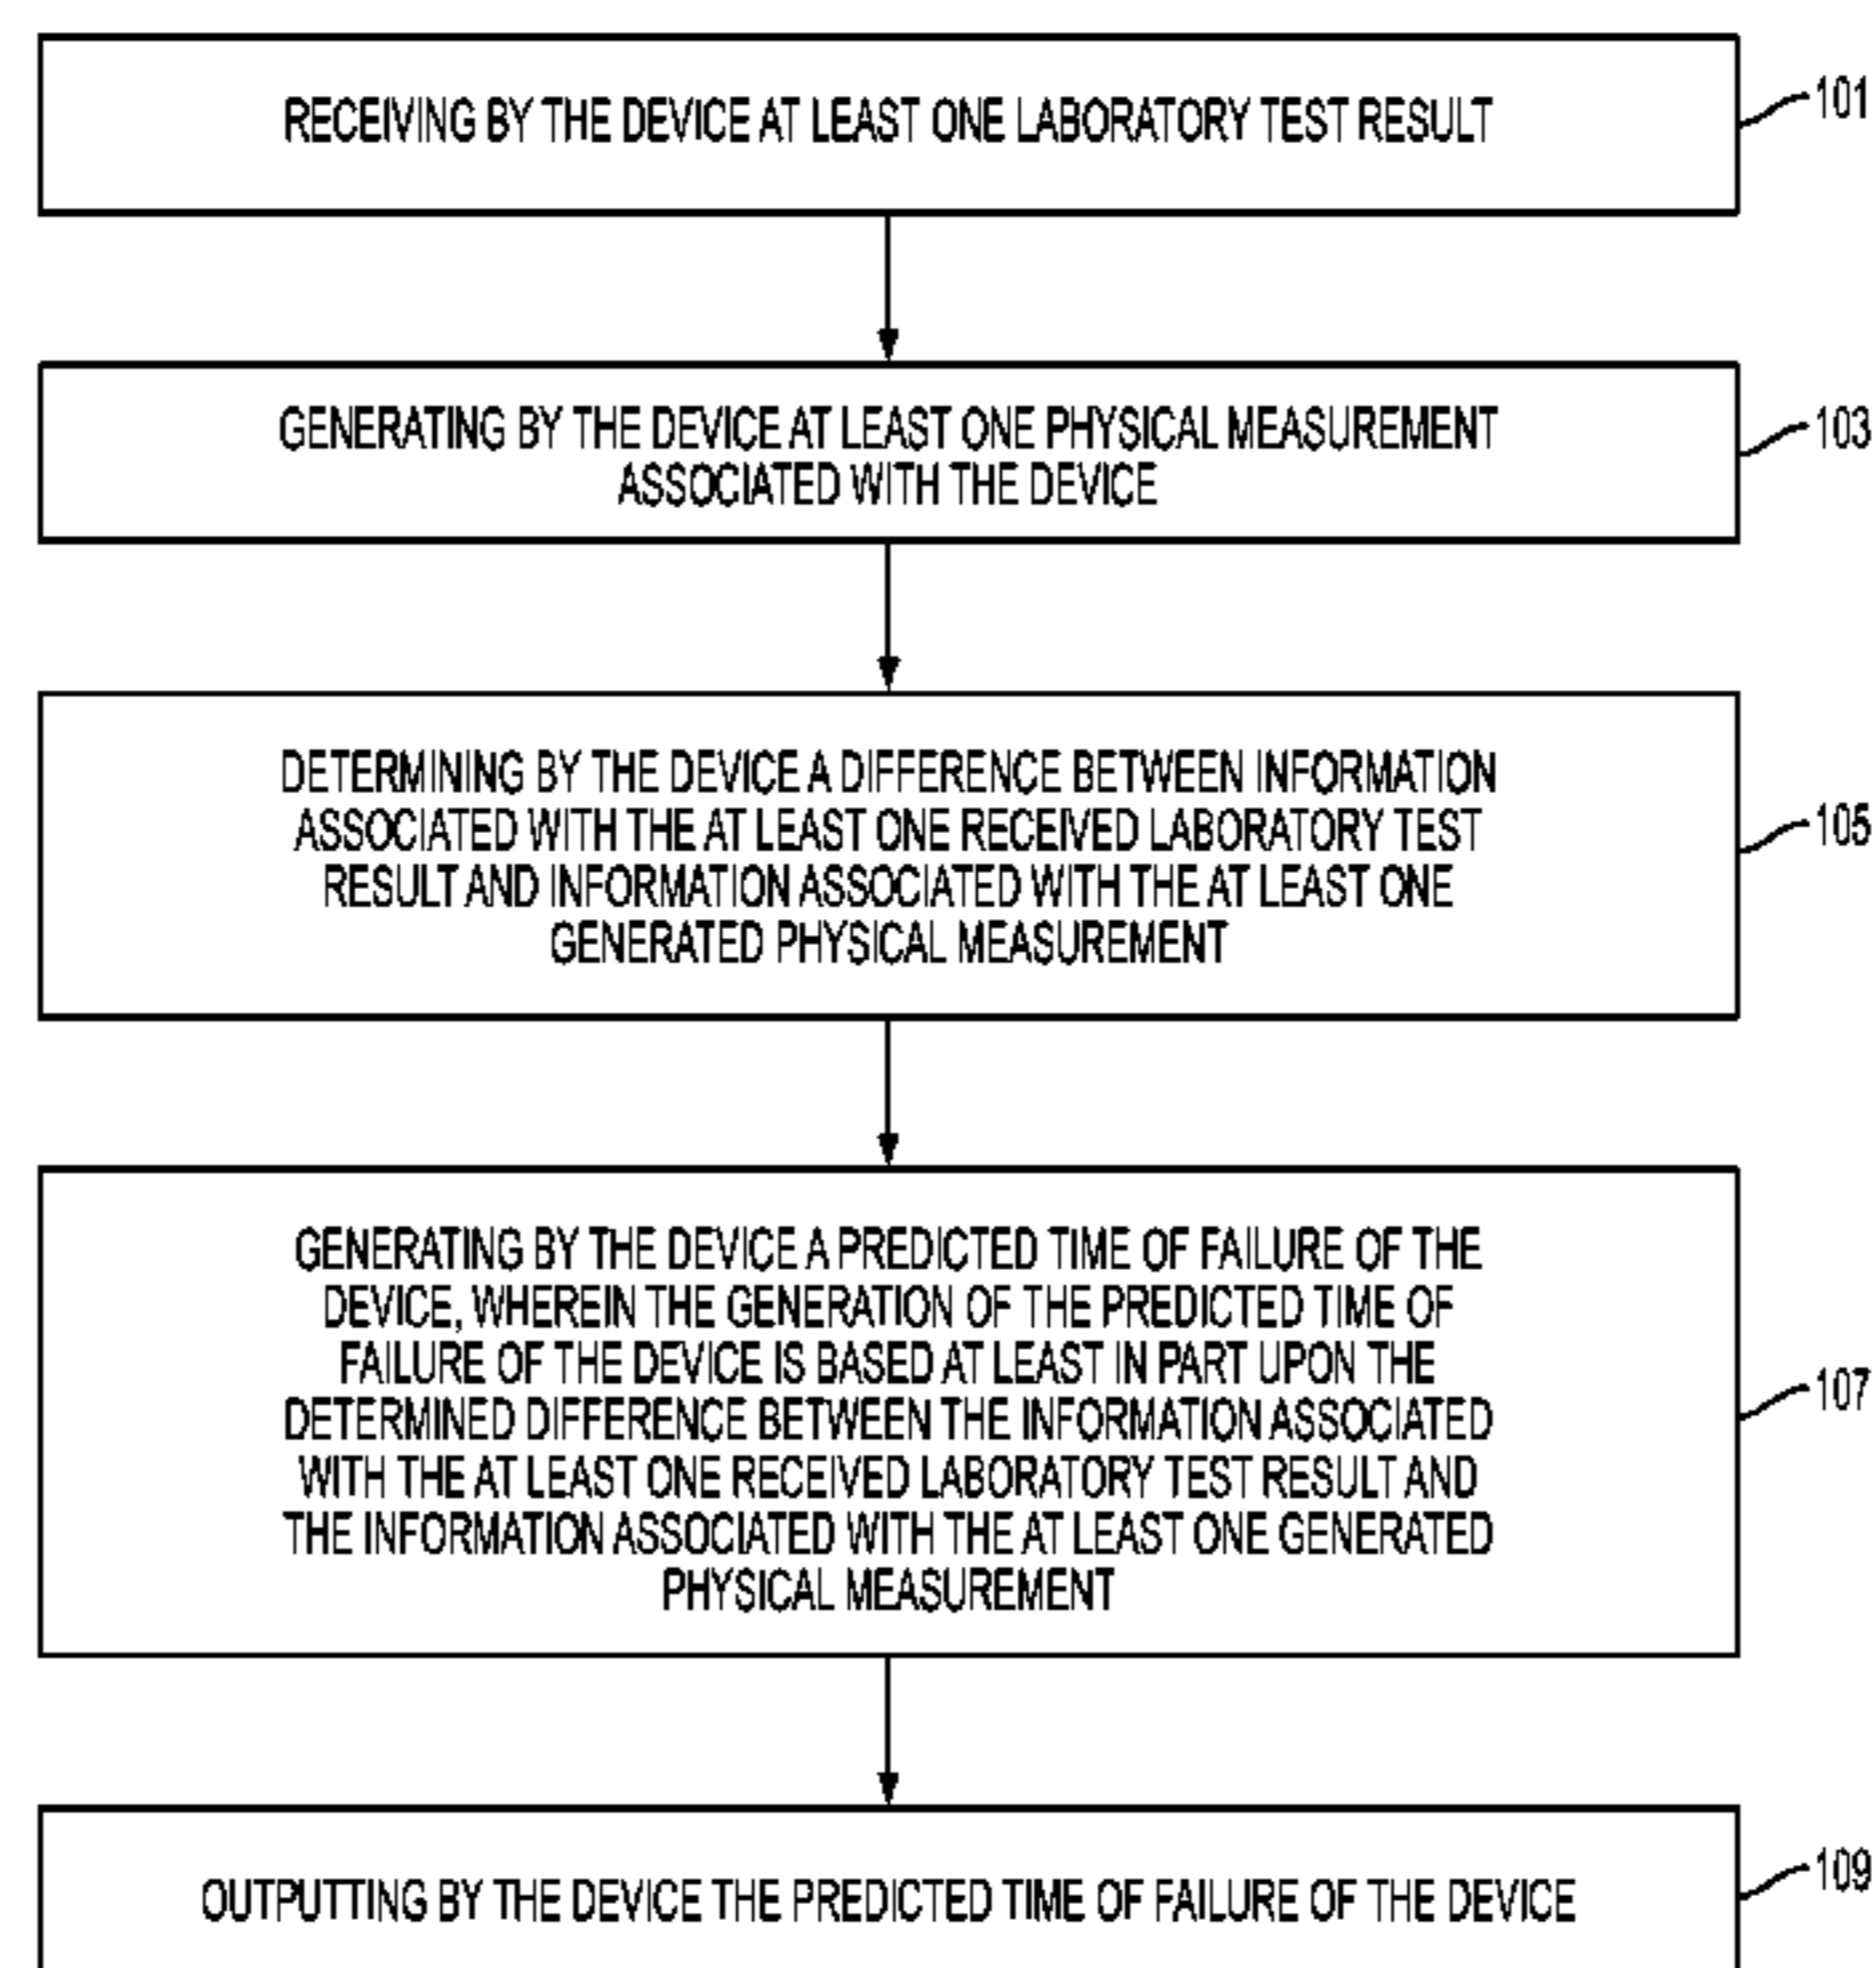 RECEIVING BY THE DEVICE AT LEAST ONE LABORATORY TEST RESULT
101
GENERATING BY THE DEVICE AT LEAST ONE PHYSICAL MEASUREMENT
ASSOCIATED WITH THE DEVICE
103
DETERMINING BY THE DEVICE A DIFFERENCE BETWEEN INFORMATION
ASSOCIATED WITH THE AT LEAST ONE RECEIVED LABORATORY TEST
RESULT AND INFORMATION ASSOCIATED WITH THE AT LEAST ONE
GENERATED PHYSICAL MEASUREMENT
105
GENERATING BY THE DEVICE A PREDICTED TIME OF FAILURE OF THE
DEVICE, WHEREIN THE GENERATION OF THE PREDICTED TIME OF
FAILURE OF THE DEVICE IS BASED AT LEAST IN PART UPON THE
DETERMINED DIFFERENCE BETWEEN THE INFORMATION ASSOCIATED
WITH THE AT LEAST ONE RECEIVED LABORATORY TEST RESULT AND
THE INFORMATION ASSOCIATED WITH THE AT LEAST ONE GENERATED
PHYSICAL MEASUREMENT
107
OUTPUTTING BY THE DEVICE THE PREDICTED TIME OF FAILURE OF THE DEVICE
109